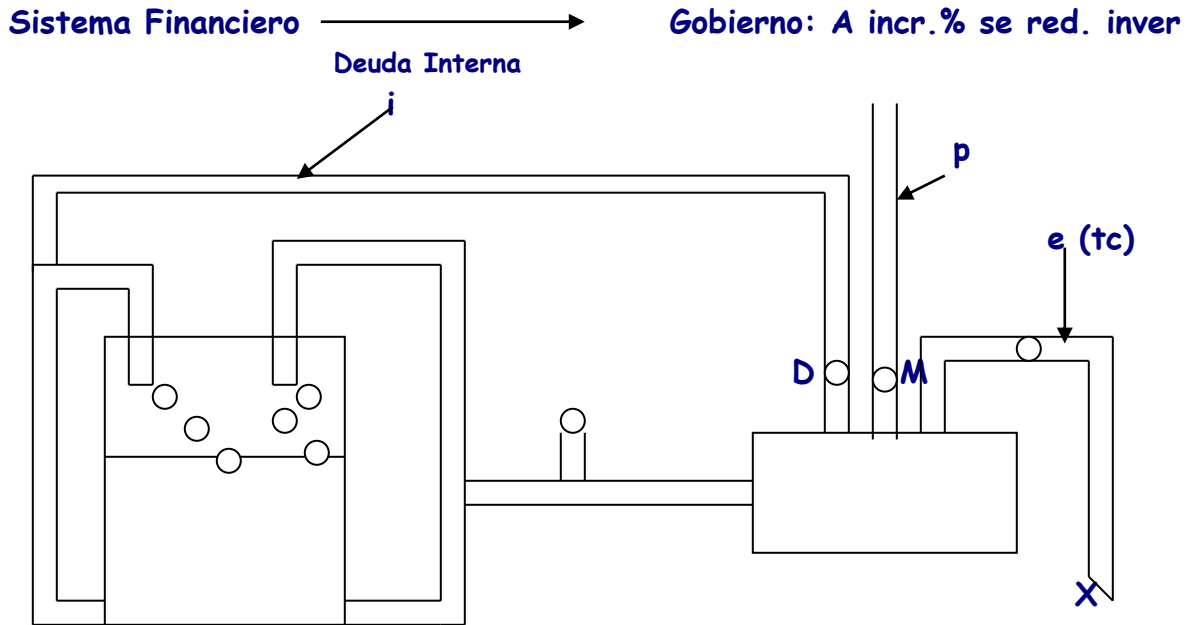 Sistema Financiero
Gobierno: A incr.% se red. inver
Deuda Interna
i
p
e (tc)
D
M
X